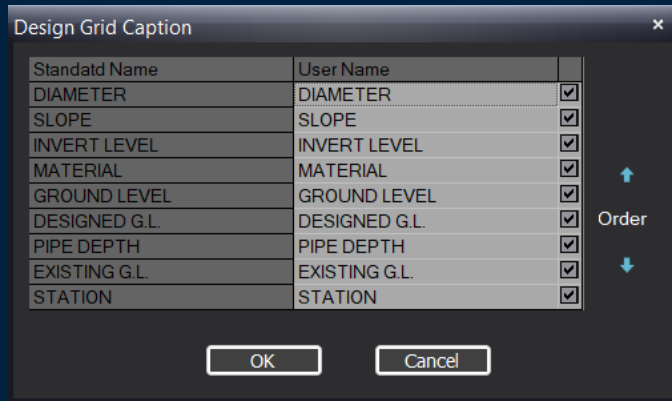 Design Grid Caption ×
Standatd Name User Name
DIAMETER DIAMETER
SLOPE SLOPE
INVERT LEVEL INVERT LEVEL
MATERIAL MATERIAL
GROUND LEVEL GROUND LEVEL
DESIGNED G.L. DESIGNED G.L.
PIPE DEPTH PIPE DEPTH
EXISTING G.L. EXISTING G.L.
STATION STATION
Order
OK Cancel